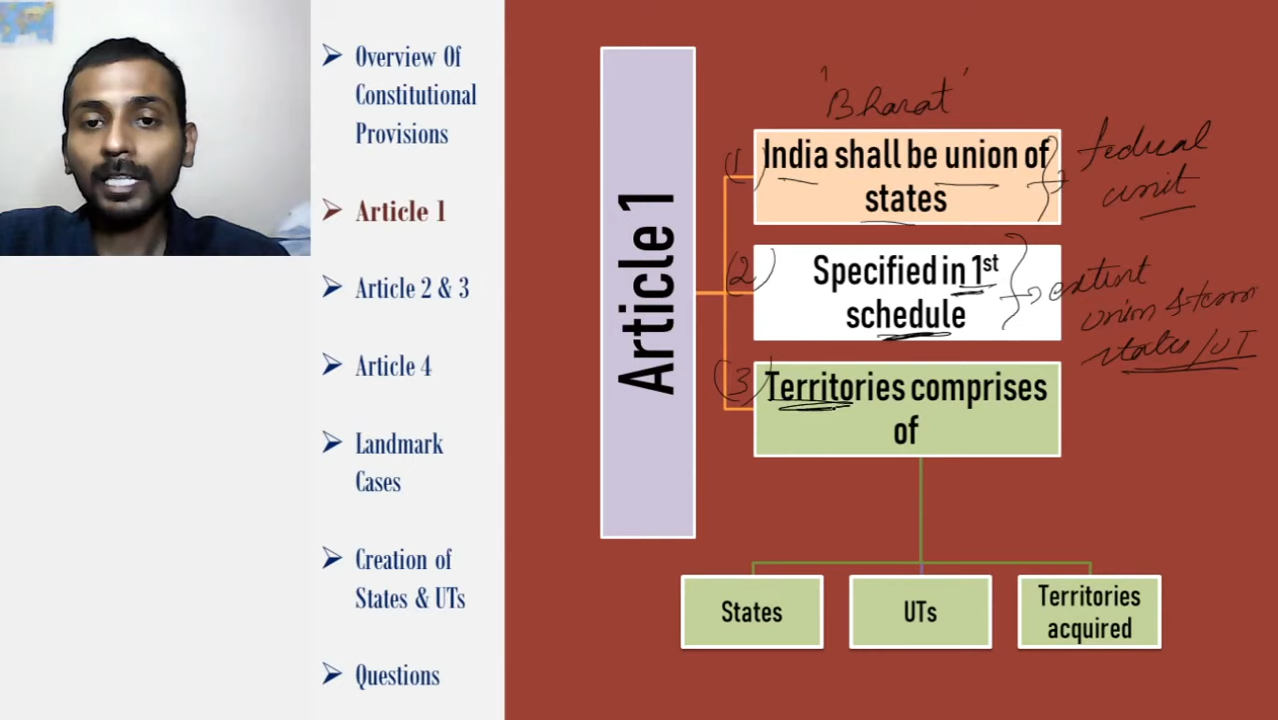 Overview Of
Constitutional
Provisions
Article 1
Article 2 & 3
Article 4
Landmark
Cases
Creation of
States & UTs
Questions
Article 1
'Bharat'
(1) India shall be union of
states
federal
unit
(2) Specified in 1st
schedule
extent
union & terr
states/UT
(3) Territories comprises
of
States
UTs
Territories
acquired